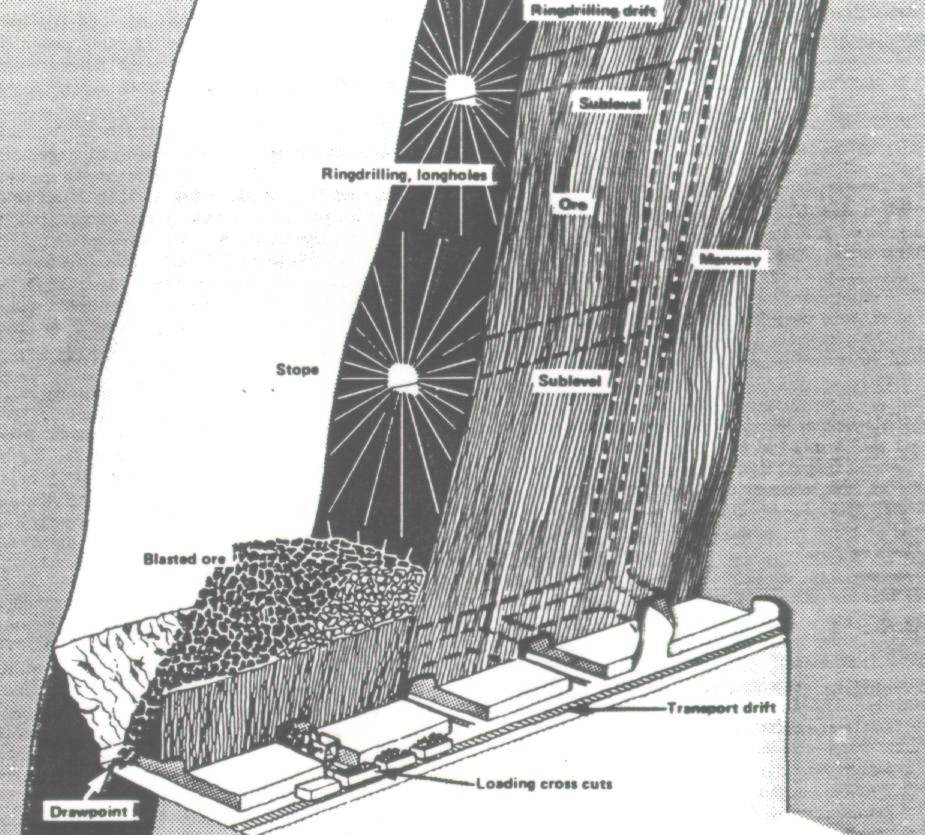 Ringdrilling drift
Sublevel
Ringdrilling, longholes
Ore
Manway
Stope
Sublevel
Blasted ore
Transport drift
Loading cross cuts
Drawpoint